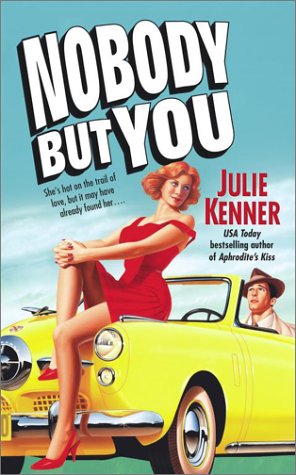 NOBODY
BUT YOU
She's hot on the trail of
love, but it may have
already found her....
JULIE
KENNER
USA Today
bestselling author
of Aphrodite's Kiss